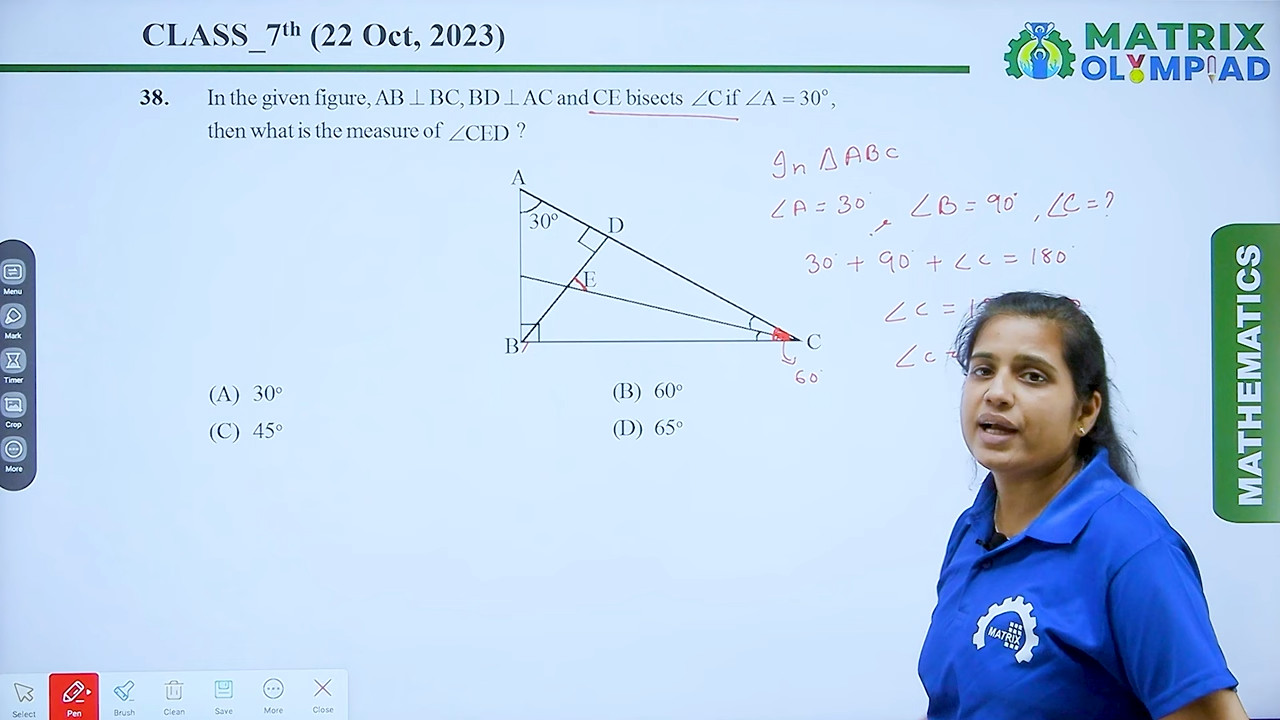 CLASS_7th (22 Oct, 2023)
MATRIX
OLYMPIAD
38. In the given figure, AB ⊥ BC, BD ⊥ AC and CE bisects ∠C if ∠A = 30°,
then what is the measure of ∠CED ?
In △ABC
∠A = 30°, ∠B = 90°, ∠C = ?
30° + 90° + ∠C = 180°
∠C =
∠C =
A
30°
D
E
B
C
60°
(A) 30° (B) 60°
(C) 45° (D) 65°
MATHEMATICS
Menu
Mark
Timer
Crop
More
MATRIX
Select Pen Brush Clean Save More Close